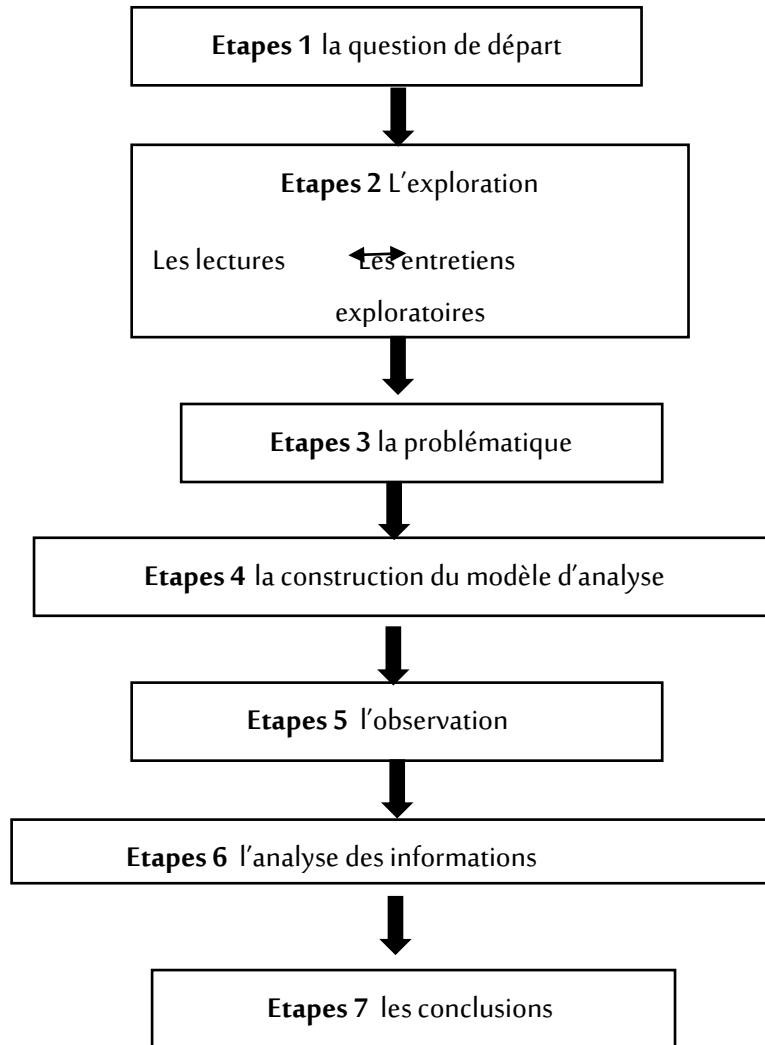 Etapes 1 la question de départ
Etapes 2 L’exploration
Les lectures Les entretiens
exploratoires
Etapes 3 la problématique
Etapes 4 la construction du modèle d’analyse
Etapes 5 l’observation
Etapes 6 l’analyse des informations
Etapes 7 les conclusions